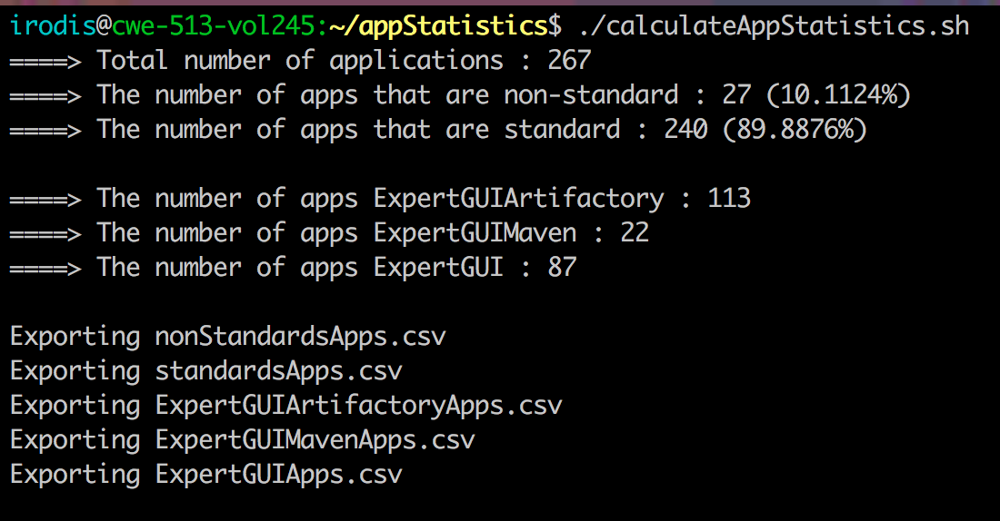 irodis@cwe-513-vol245:~/appStatistics$ ./calculateAppStatistics.sh
====> Total number of applications : 267
====> The number of apps that are non-standard : 27 (10.1124%)
====> The number of apps that are standard : 240 (89.8876%)
====> The number of apps ExpertGUIArtifactory : 113
====> The number of apps ExpertGUIMaven : 22
====> The number of apps ExpertGUI : 87
Exporting nonStandardsApps.csv
Exporting standardsApps.csv
Exporting ExpertGUIArtifactoryApps.csv
Exporting ExpertGUIMavenApps.csv
Exporting ExpertGUIApps.csv